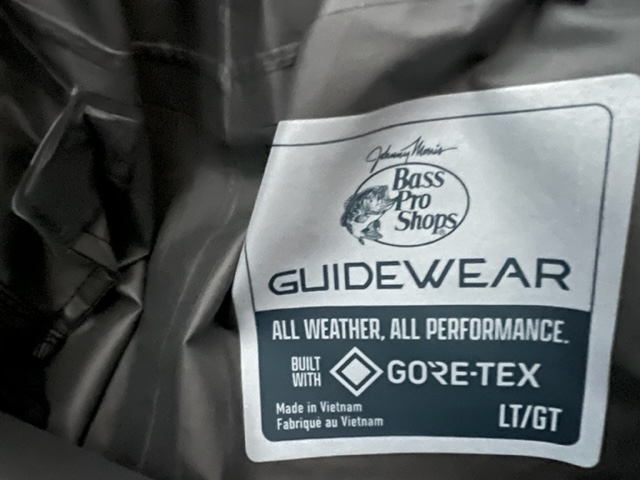 Johnny Morris
Bass
Pro
Shops
GUIDEWEAR
ALL WEATHER, ALL PERFORMANCE.
BUILT
WITH
GORE-TEX
Made in Vietnam
Fabriqué au Vietnam
LT/GT